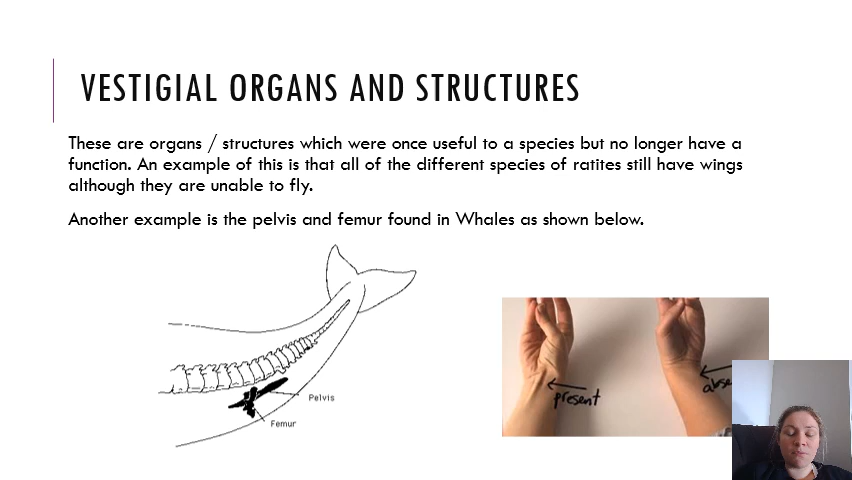 VESTIGIAL ORGANS AND STRUCTURES
These are organs / structures which were once useful to a species but no longer have a
function. An example of this is that all of the different species of ratites still have wings
although they are unable to fly.
Another example is the pelvis and femur found in Whales as shown below.
Pelvis
Femur
present